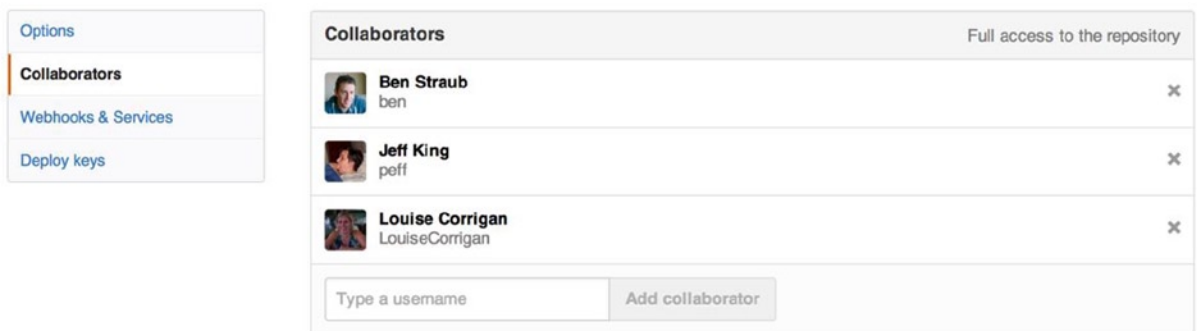 Options
Collaborators
Webhooks & Services
Deploy keys
Collaborators
Full access to the repository
Ben Straub
ben
Jeff King
peff
Louise Corrigan
LouiseCorrigan
Type a username
Add collaborator